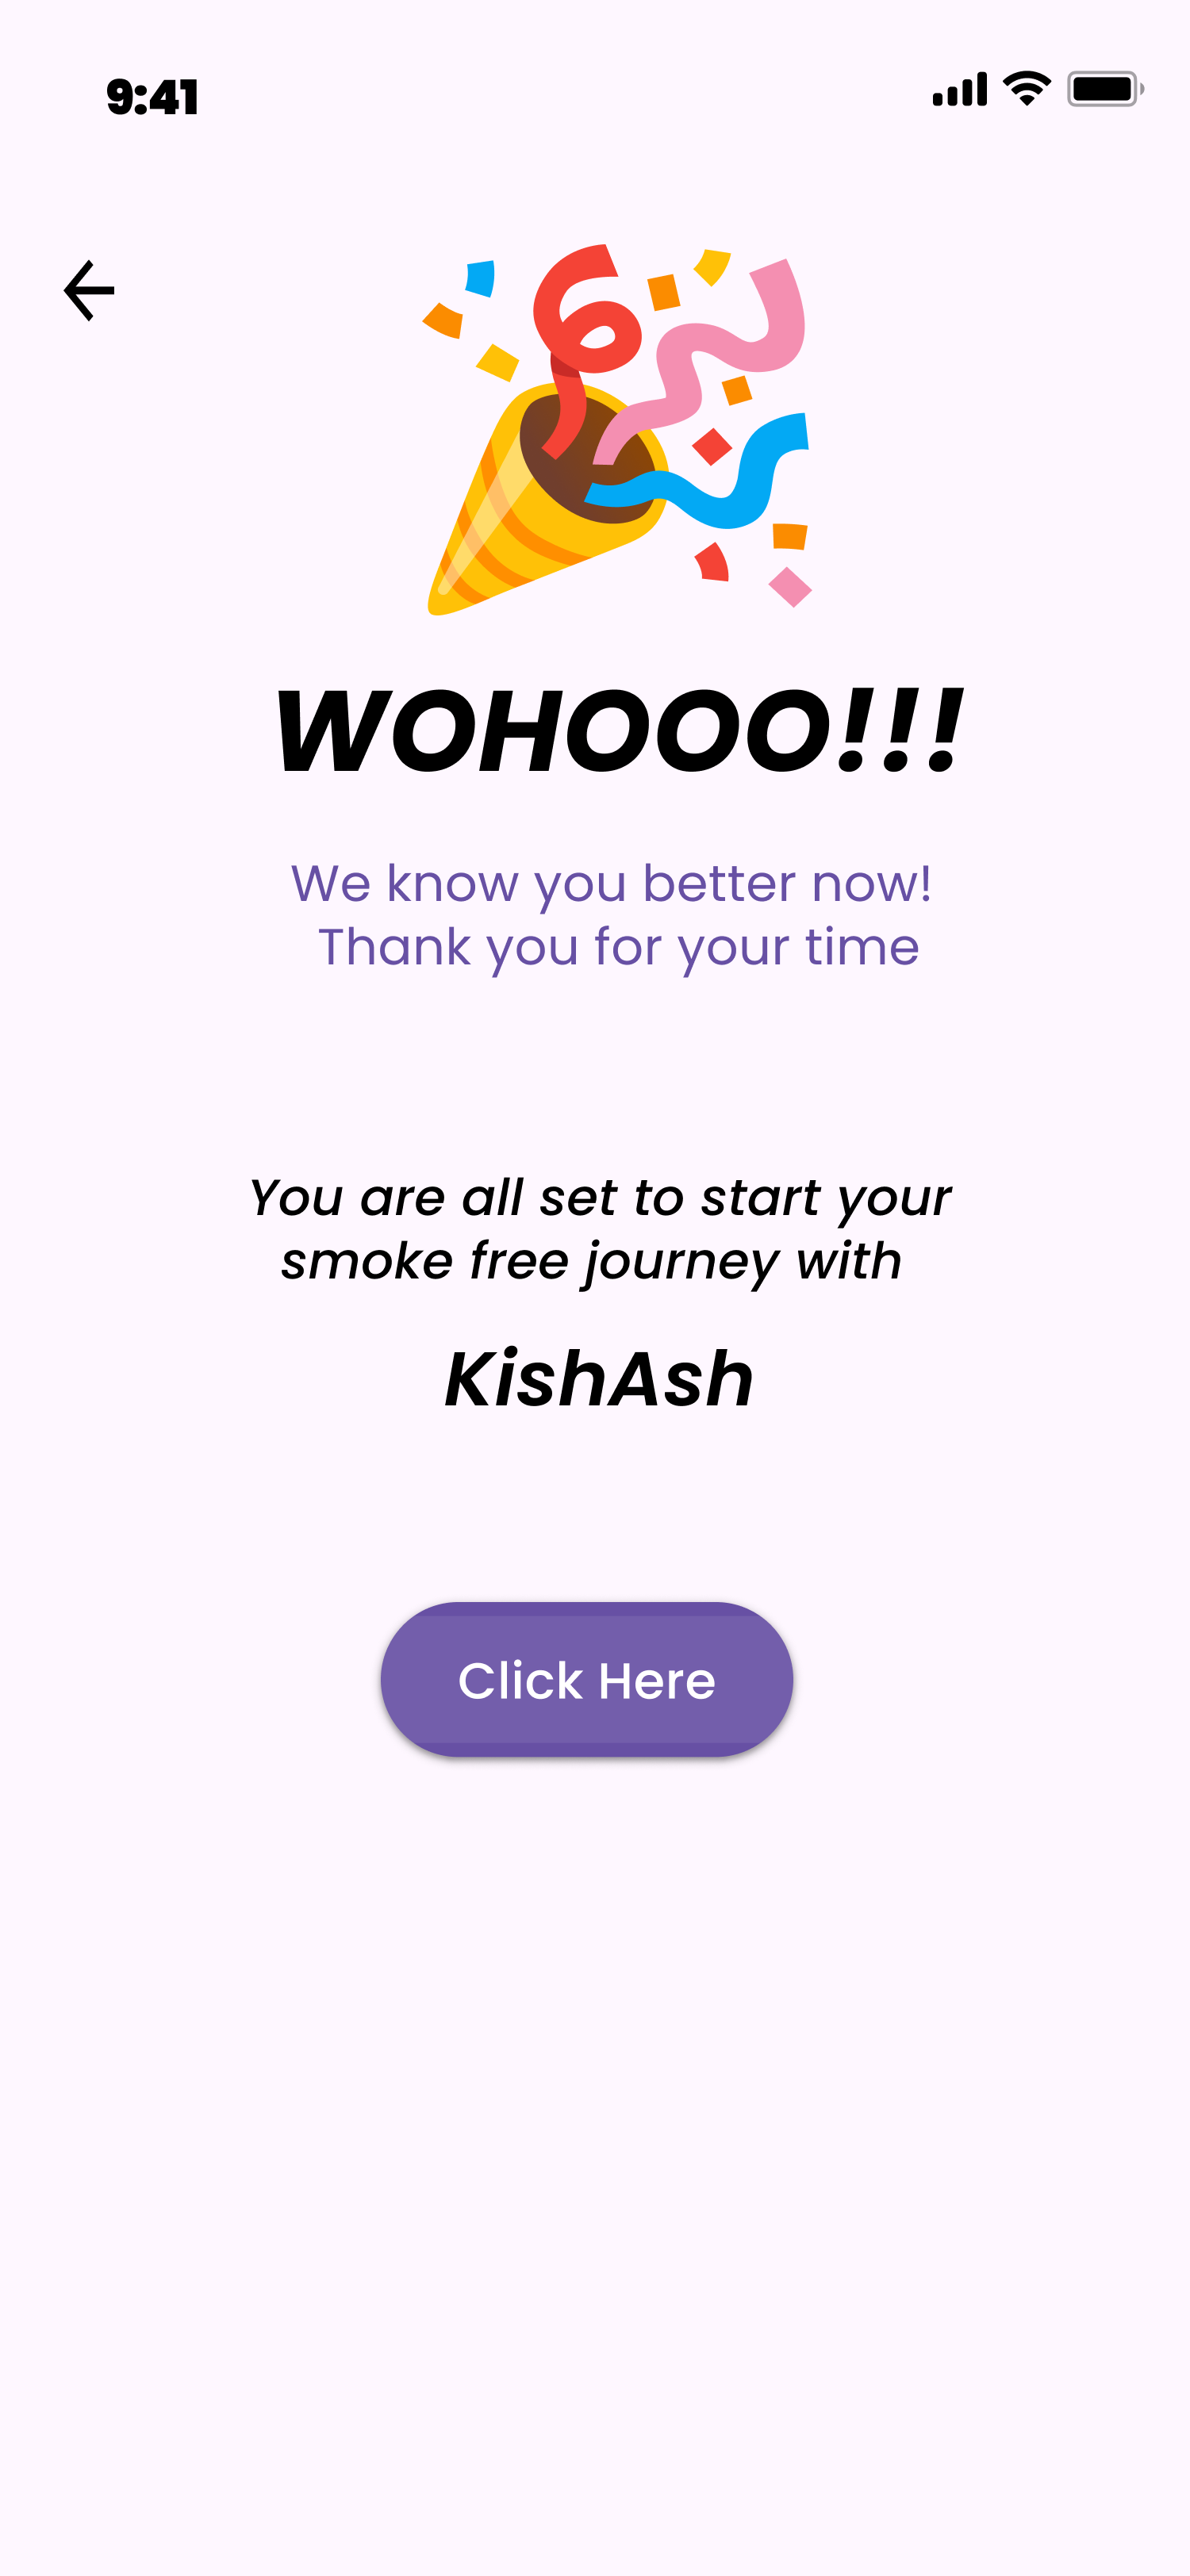 9:41
WOHOOO!!!
We know you better now!
Thank you for your time
You are all set to start your
smoke free journey with
KishAsh
Click Here